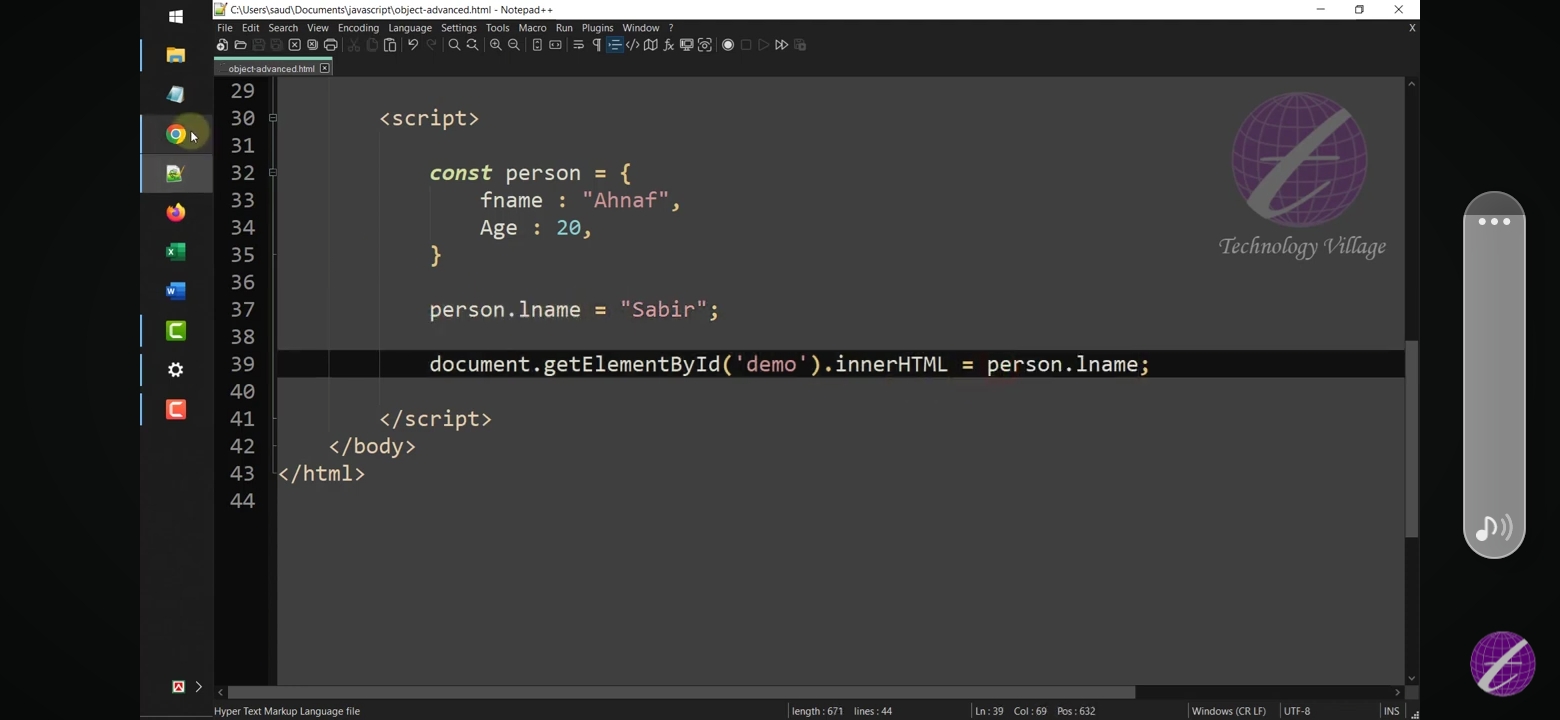 C:\Users\saud\Documents\javascript\object-advanced.html - Notepad++
File Edit Search View Encoding Language Settings Tools Macro Run Plugins Window ? X
object-advanced.html
29
30 <script>
31
32 const person = {
33 fname : "Ahnaf",
34 Age : 20,
35 }
36
37 person.lname = "Sabir";
38
39 document.getElementById('demo').innerHTML = person.lname;
40
41 </script>
42 </body>
43 </html>
44
Technology Village
Hyper Text Markup Language file length : 671 lines : 44 Ln : 39 Col : 69 Pos : 632 Windows (CR LF) UTF-8 INS